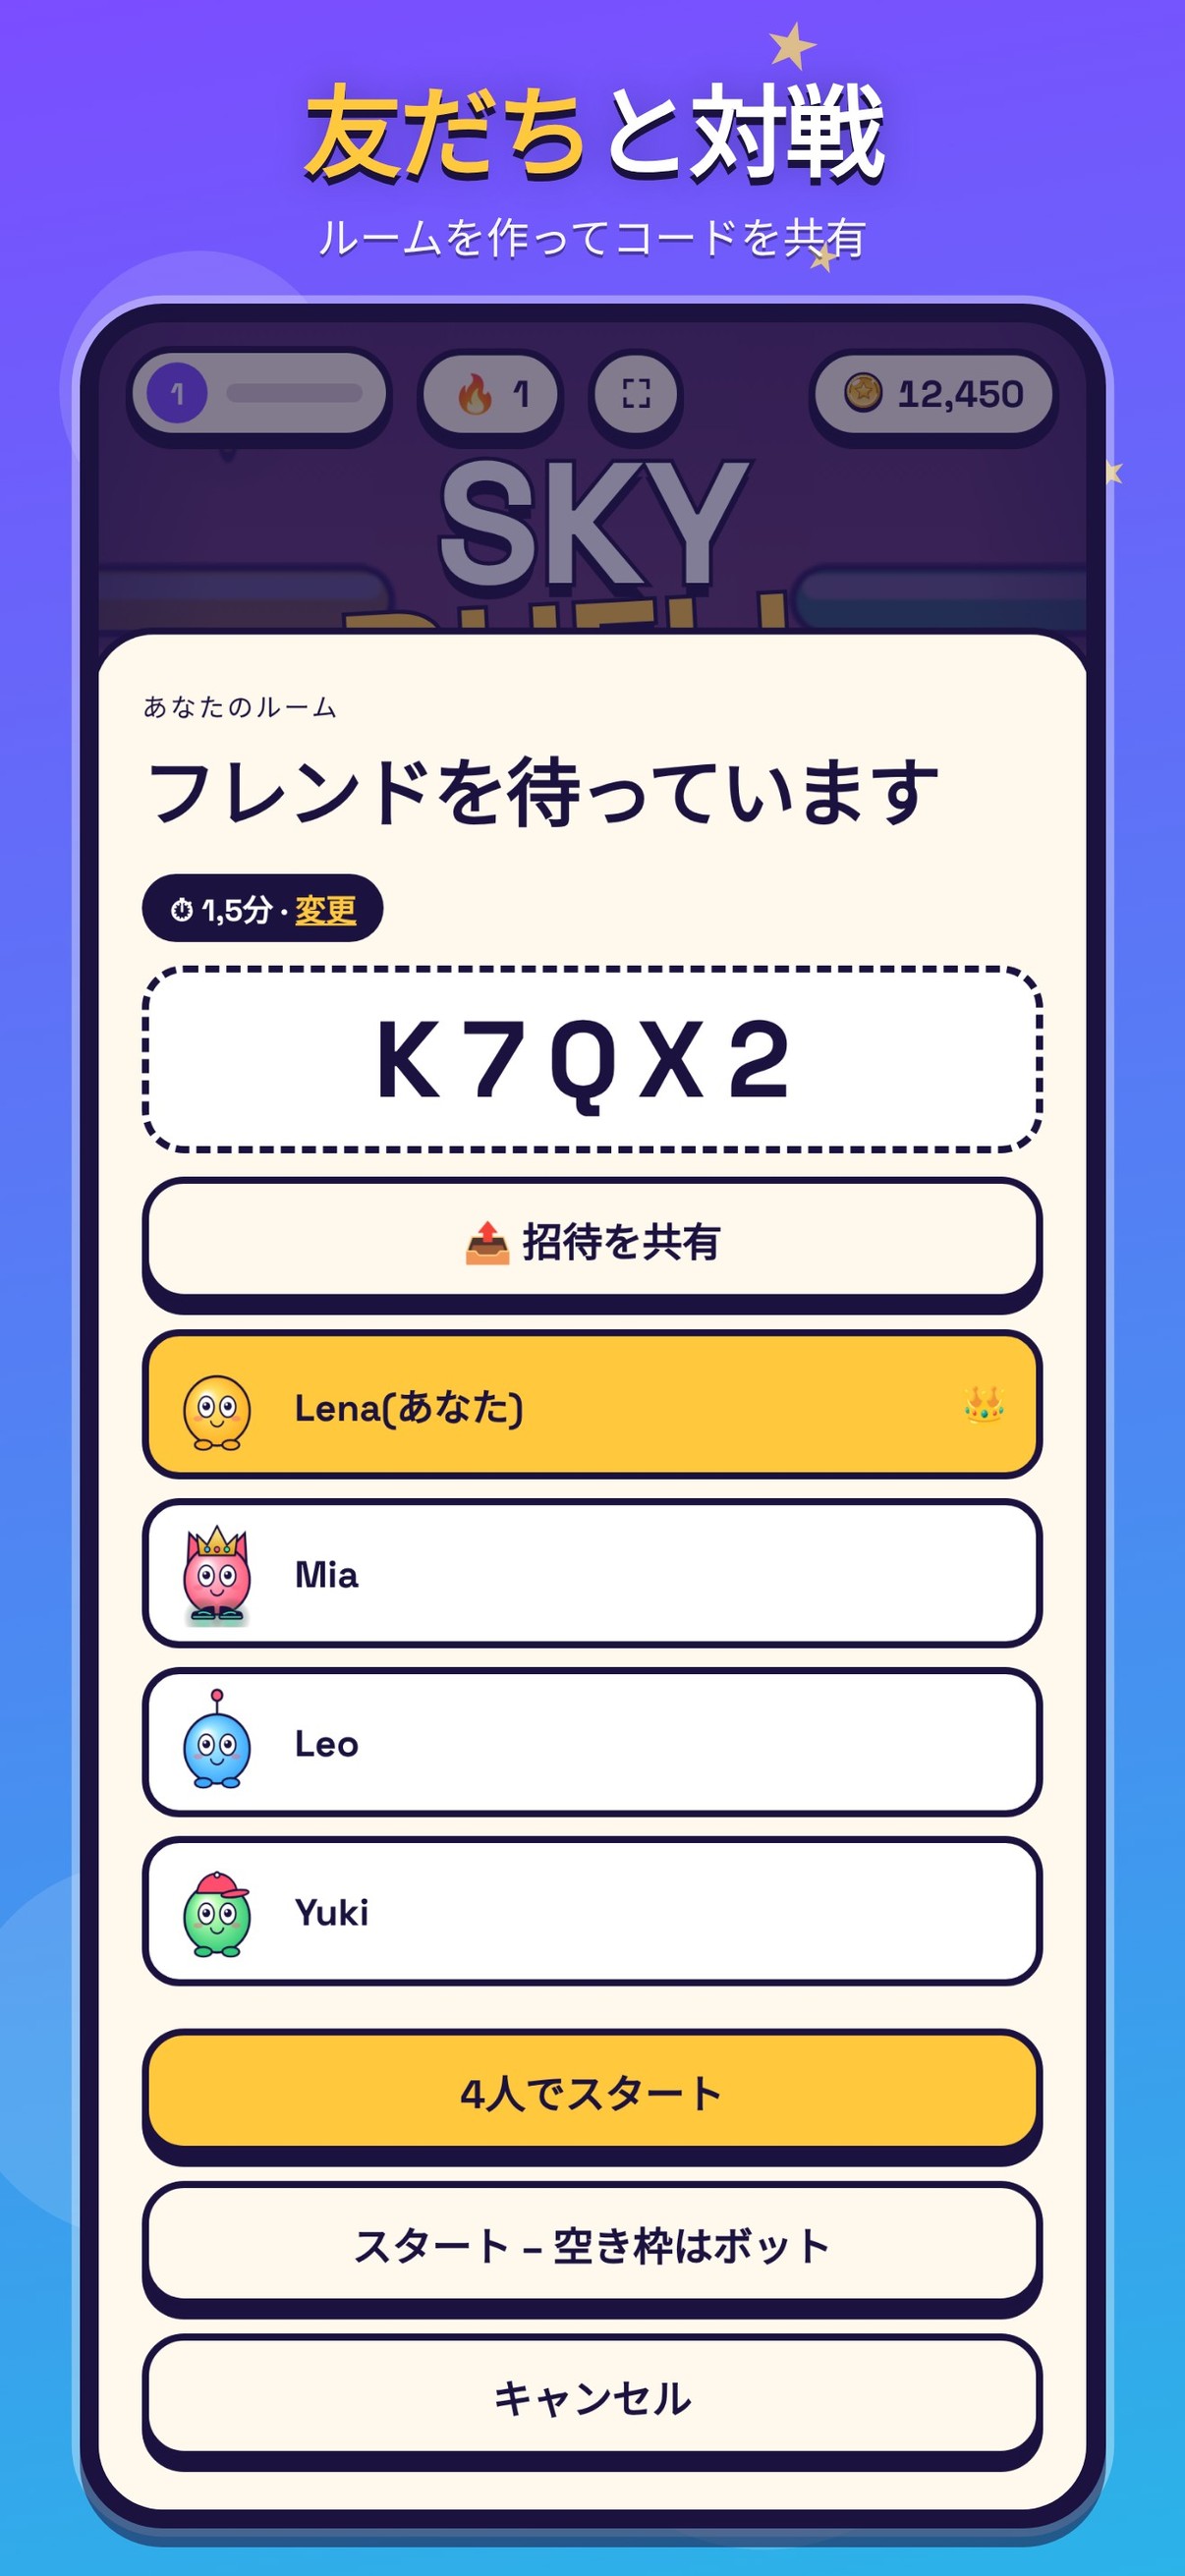 友だちと対戦
ルームを作ってコードを共有
1
1
12,450
SKY
あなたのルーム
フレンドを待っています
1,5分・変更
K7QX2
招待を共有
Lena(あなた)
Mia
Leo
Yuki
4人でスタート
スタート – 空き枠はボット
キャンセル